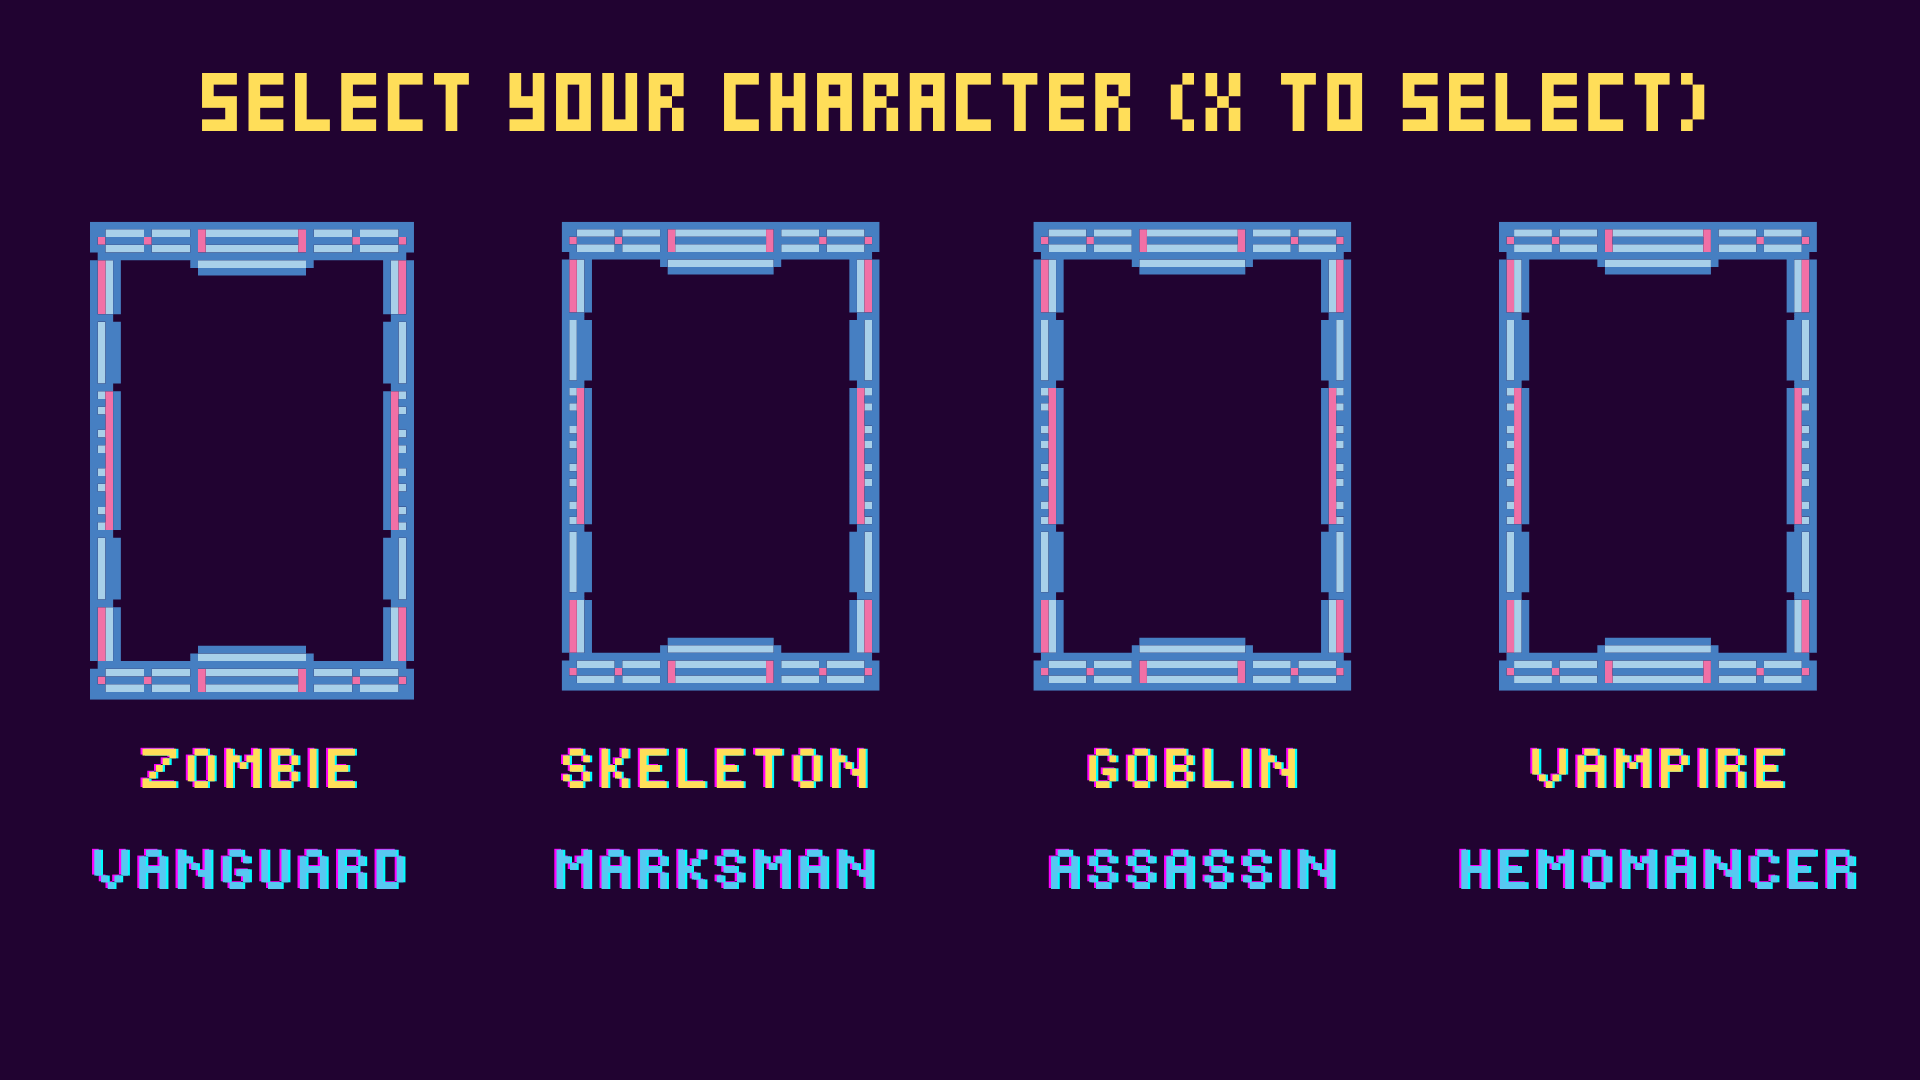 SELECT YOUR CHARACTER (X TO SELECT)
ZOMBIE
VANGUARD
SKELETON
MARKSMAN
GOBLIN
ASSASSIN
VAMPIRE
HEMOMANCER